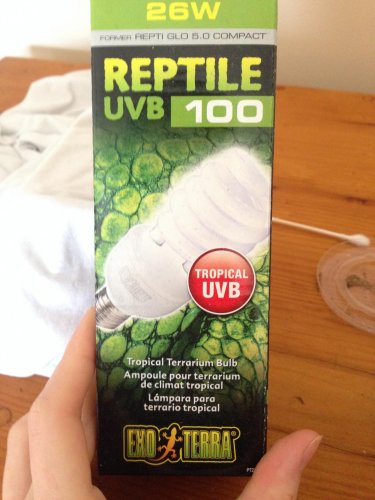 26W
FORMER REPTI GLO 5.0 COMPACT
REPTILE
UVB 100
TROPICAL
UVB
Tropical Terrarium Bulb
Ampoule pour terrarium
de climat tropical
Lámpara para
terrario tropical
EXO TERRA